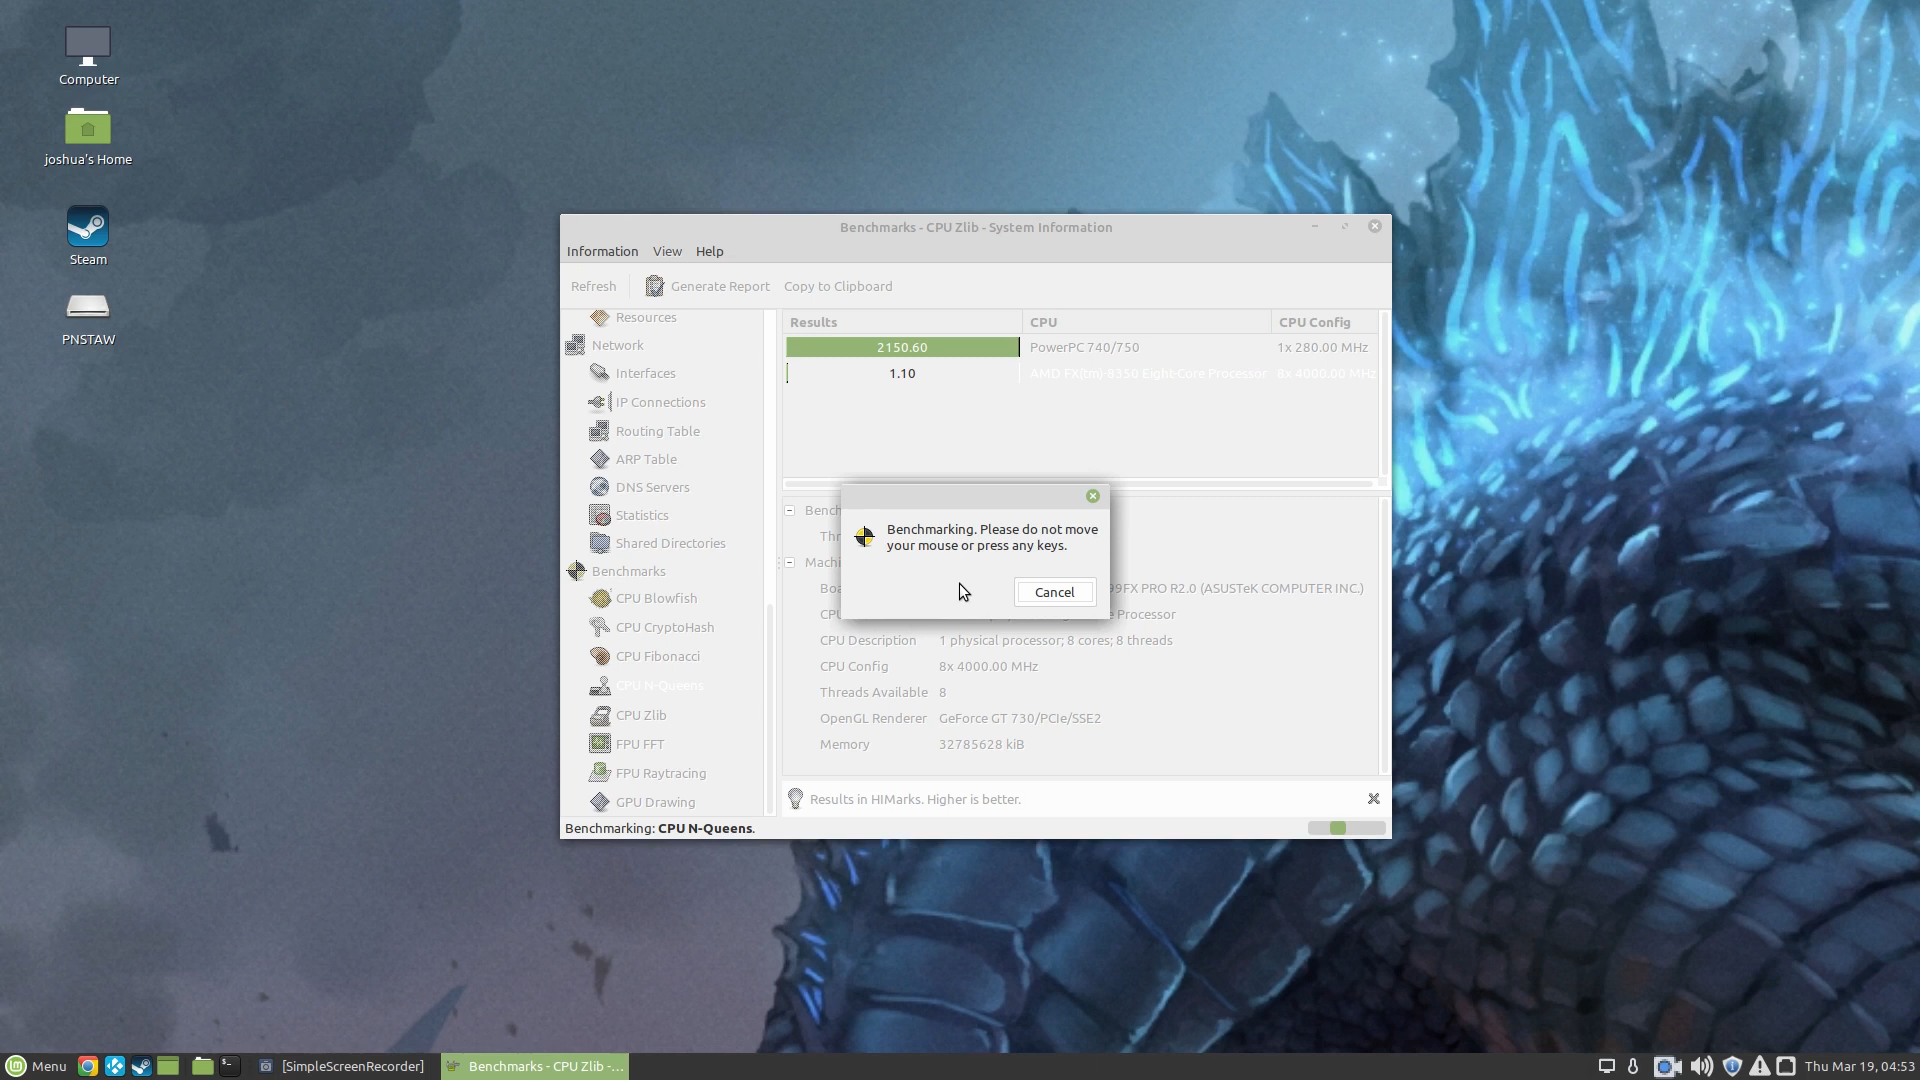 Computer
joshua's Home
Steam
PNSTAW
Benchmarks - CPU Zlib - System Information
Information View Help
Refresh Generate Report Copy to Clipboard
Resources
Network
Interfaces
IP Connections
Routing Table
ARP Table
DNS Servers
Statistics
Shared Directories
Benchmarks
CPU Blowfish
CPU CryptoHash
CPU Fibonacci
CPU N-Queens
CPU Zlib
FPU FFT
FPU Raytracing
GPU Drawing
Results CPU CPU Config
2150.60 PowerPC 740/750 1x 280.00 MHz
1.10 AMD FX(tm)-8350 Eight-Core Processor 8x 4000.00 MHz
Benchmarking. Please do not move
your mouse or press any keys.
Cancel
Bench
Thr
Machi
Boa 99FX PRO R2.0 (ASUSTeK COMPUTER INC.)
CPU Processor
CPU Description 1 physical processor; 8 cores; 8 threads
CPU Config 8x 4000.00 MHz
Threads Available 8
OpenGL Renderer GeForce GT 730/PCIe/SSE2
Memory 32785628 kiB
Results in HIMarks. Higher is better.
Benchmarking: CPU N-Queens.
Menu [SimpleScreenRecorder] Benchmarks - CPU Zlib -... Thu Mar 19, 04:53